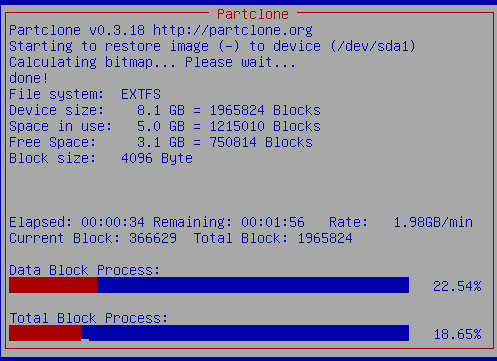 Partclone
Partclone v0.3.18 http://partclone.org
Starting to restore image (-) to device (/dev/sda1)
Calculating bitmap... Please wait...
done!
File system:  EXTFS
Device size:    8.1 GB = 1965824 Blocks
Space in use:   5.0 GB = 1215010 Blocks
Free Space:     3.1 GB = 750814 Blocks
Block size:   4096 Byte
Elapsed: 00:00:34 Remaining: 00:01:56   Rate:   1.98GB/min
Current Block: 366629  Total Block: 1965824
Data Block Process:
22.54%
Total Block Process:
18.65%